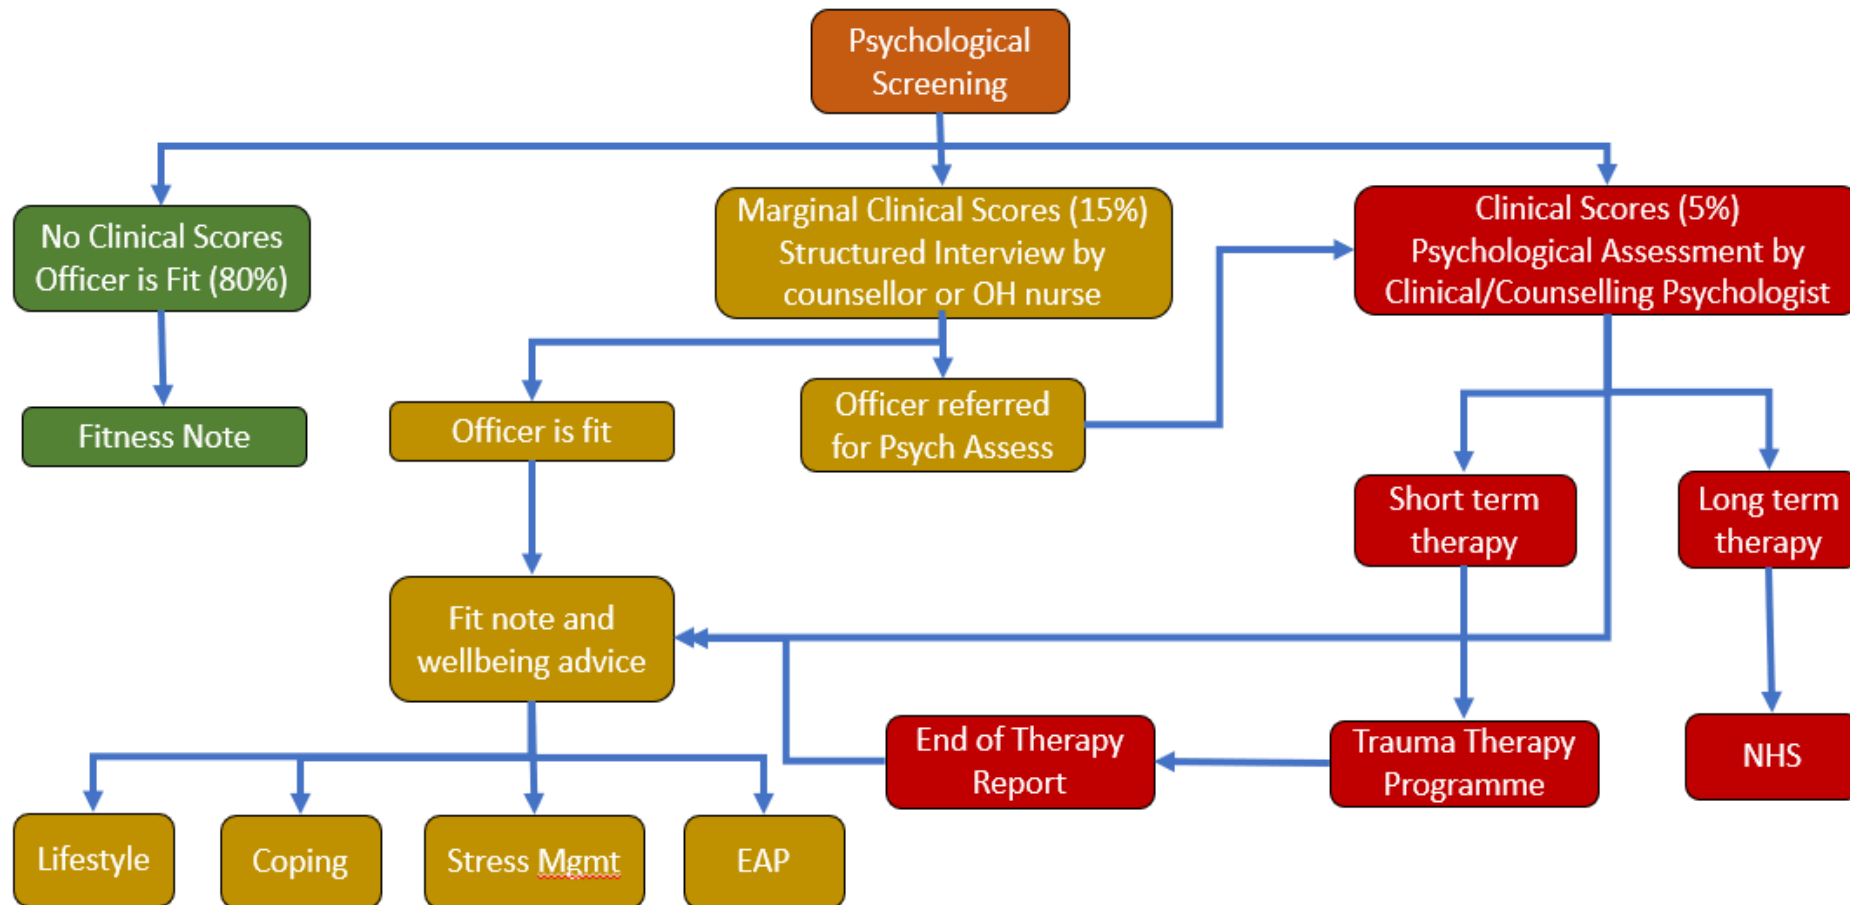 Psychological
Screening
No Clinical Scores
Officer is Fit (80%)
Marginal Clinical Scores (15%)
Structured Interview by
counsellor or OH nurse
Clinical Scores (5%)
Psychological Assessment by
Clinical/Counselling Psychologist
Fitness Note
Officer is fit
Officer referred
for Psych Assess
Short term
therapy
Long term
therapy
Fit note and
wellbeing advice
End of Therapy
Report
Trauma Therapy
Programme
NHS
Lifestyle
Coping
Stress Mgmt
EAP